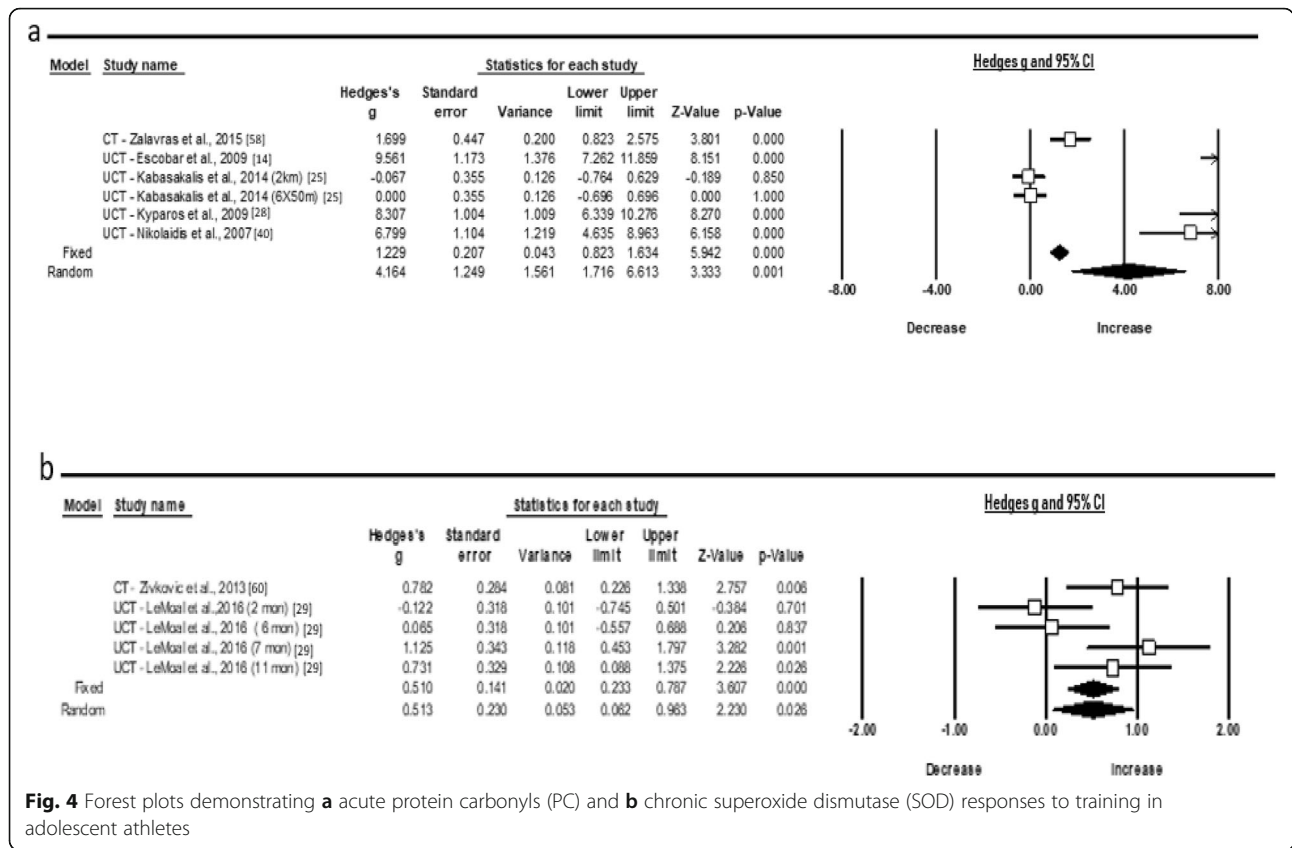 a
Model Study name Statistics for each study Hedges g and 95% CI
Hedges's Standard Lower Upper
g error Variance limit limit Z-Value p-Value
CT - Zalavras et al., 2015 [58] 1.699 0.447 0.200 0.823 2.575 3.801 0.000
UCT - Escobar et al., 2009 [14] 9.561 1.173 1.376 7.262 11.859 8.151 0.000
UCT - Kabasakalis et al., 2014 (2km) [25] -0.067 0.355 0.126 -0.764 0.629 -0.189 0.850
UCT - Kabasakalis et al., 2014 (6X50m) [25] 0.000 0.355 0.126 -0.696 0.696 0.000 1.000
UCT - Kyparos et al., 2009 [28] 8.307 1.004 1.009 6.339 10.276 8.270 0.000
UCT - Nikolaidis et al., 2007 [40] 6.799 1.104 1.219 4.635 8.963 6.158 0.000
Fixed 1.229 0.207 0.043 0.823 1.634 5.942 0.000
Random 4.164 1.249 1.561 1.716 6.613 3.333 0.001
-8.00 -4.00 0.00 4.00 8.00
Decrease Increase
b
Model Study name Statistics for each study Hedges g and 95% CI
Hedges's Standard Lower Upper
g error Variance limit limit Z-Value p-Value
CT - Zivkovic et al., 2013 [60] 0.782 0.284 0.081 0.226 1.338 2.757 0.006
UCT - LeMoal et al., 2016 (2 mon) [29] -0.122 0.318 0.101 -0.745 0.501 -0.384 0.701
UCT - LeMoal et al., 2016 ( 6 mon) [29] 0.065 0.318 0.101 -0.557 0.688 0.206 0.837
UCT - LeMoal et al., 2016 (7 mon) [29] 1.125 0.343 0.118 0.453 1.797 3.282 0.001
UCT - LeMoal et al., 2016 (11 mon) [29] 0.731 0.329 0.108 0.088 1.375 2.226 0.026
Fixed 0.510 0.141 0.020 0.233 0.787 3.607 0.000
Random 0.513 0.230 0.053 0.062 0.963 2.230 0.026
-2.00 -1.00 0.00 1.00 2.00
Decrease Increase
Fig. 4 Forest plots demonstrating a acute protein carbonyls (PC) and b chronic superoxide dismutase (SOD) responses to training in
adolescent athletes